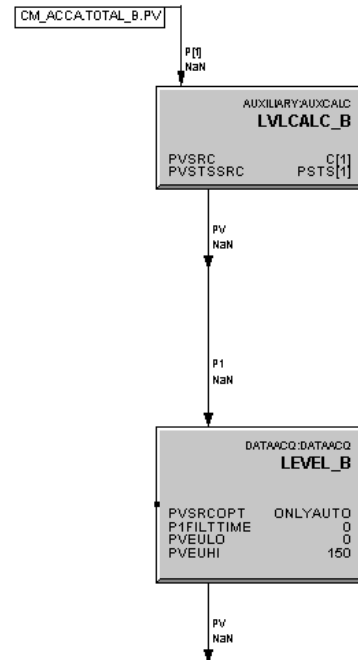 CM_ACCA.TOTAL_B.PV
P[1]
NaN
AUXILIARY:AUXCALC
LVLCALC_B
PVSRC C[1]
PVSTSSRC PSTS[1]
PV
NaN
P1
NaN
DATAACQ:DATAACQ
LEVEL_B
PVSRCOPT ONLYAUTO
P1FILTTIME 0
PVEULO 0
PVEUHI 150
PV
NaN